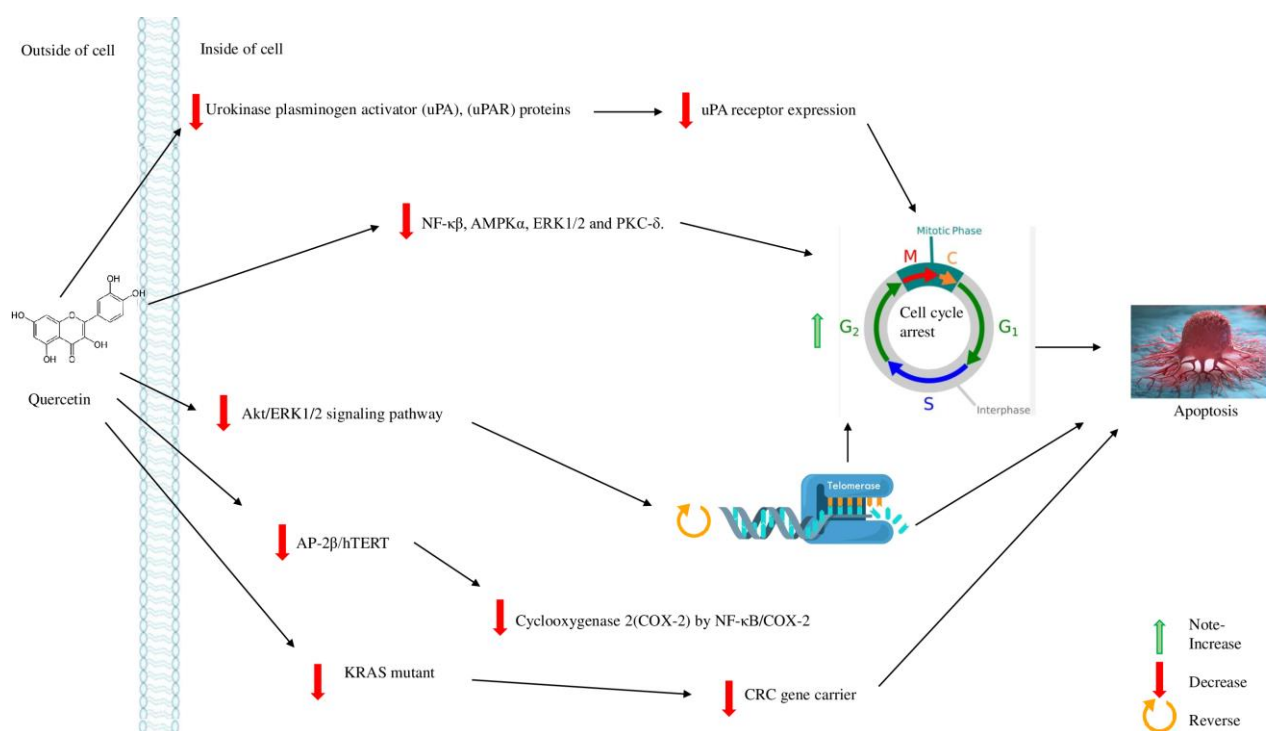 Outside of cell
Inside of cell
Urokinase plasminogen activator (uPA), (uPAR) proteins
uPA receptor expression
NF-κβ, AMPKα, ERK1/2 and PKC-δ.
Mitotic Phase
M
C
OH
HO
OH
OH
O
OH
O
OH
Cell cycle
arrest
G₂
G₁
S
Interphase
Quercetin
Apoptosis
Akt/ERK1/2 signaling pathway
Telomerase
AP-2β/hTERT
Cyclooxygenase 2(COX-2) by NF-κB/COX-2
KRAS mutant
CRC gene carrier
Note-
Increase
Decrease
Reverse